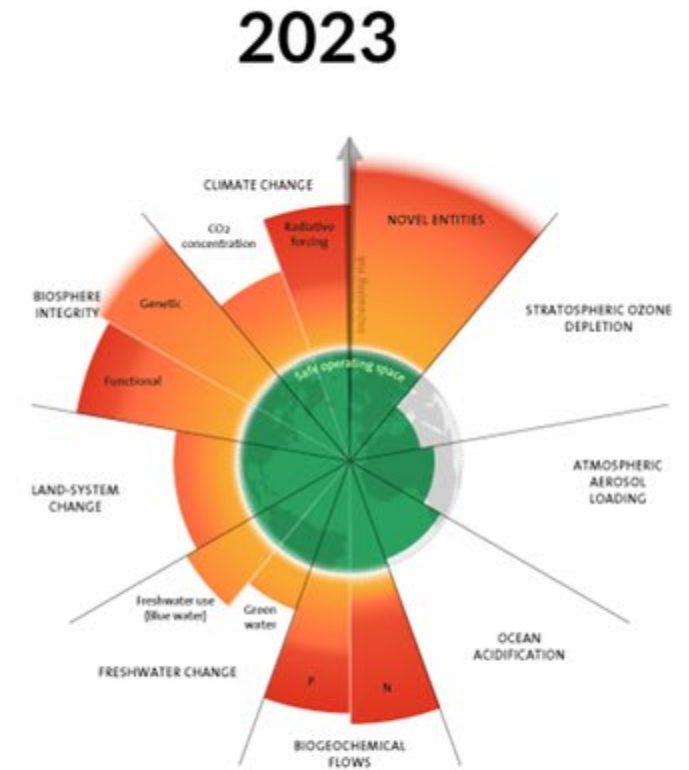 2023
CLIMATE CHANGE
CO2
concentration
Radiative
forcing
NOVEL ENTITIES
Genetic
BIOSPHERE
INTEGRITY
Functional
STRATOSPHERIC OZONE
DEPLETION
Safe operating space
LAND-SYSTEM
CHANGE
ATMOSPHERIC
AEROSOL
LOADING
Freshwater use
(Blue water)
Green
water
FRESHWATER CHANGE
OCEAN
ACIDIFICATION
P
N
BIOGEOCHEMICAL
FLOWS